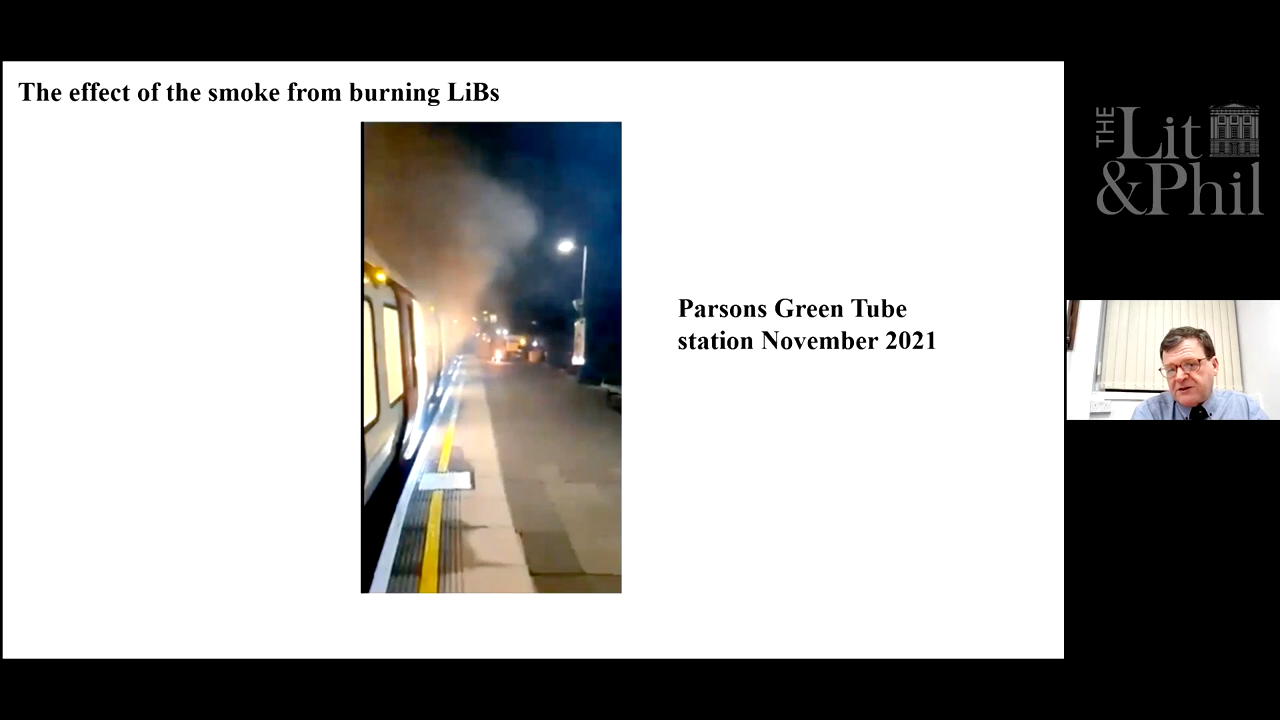 The effect of the smoke from burning LiBs
Parsons Green Tube
station November 2021
THE
Lit
&Phil